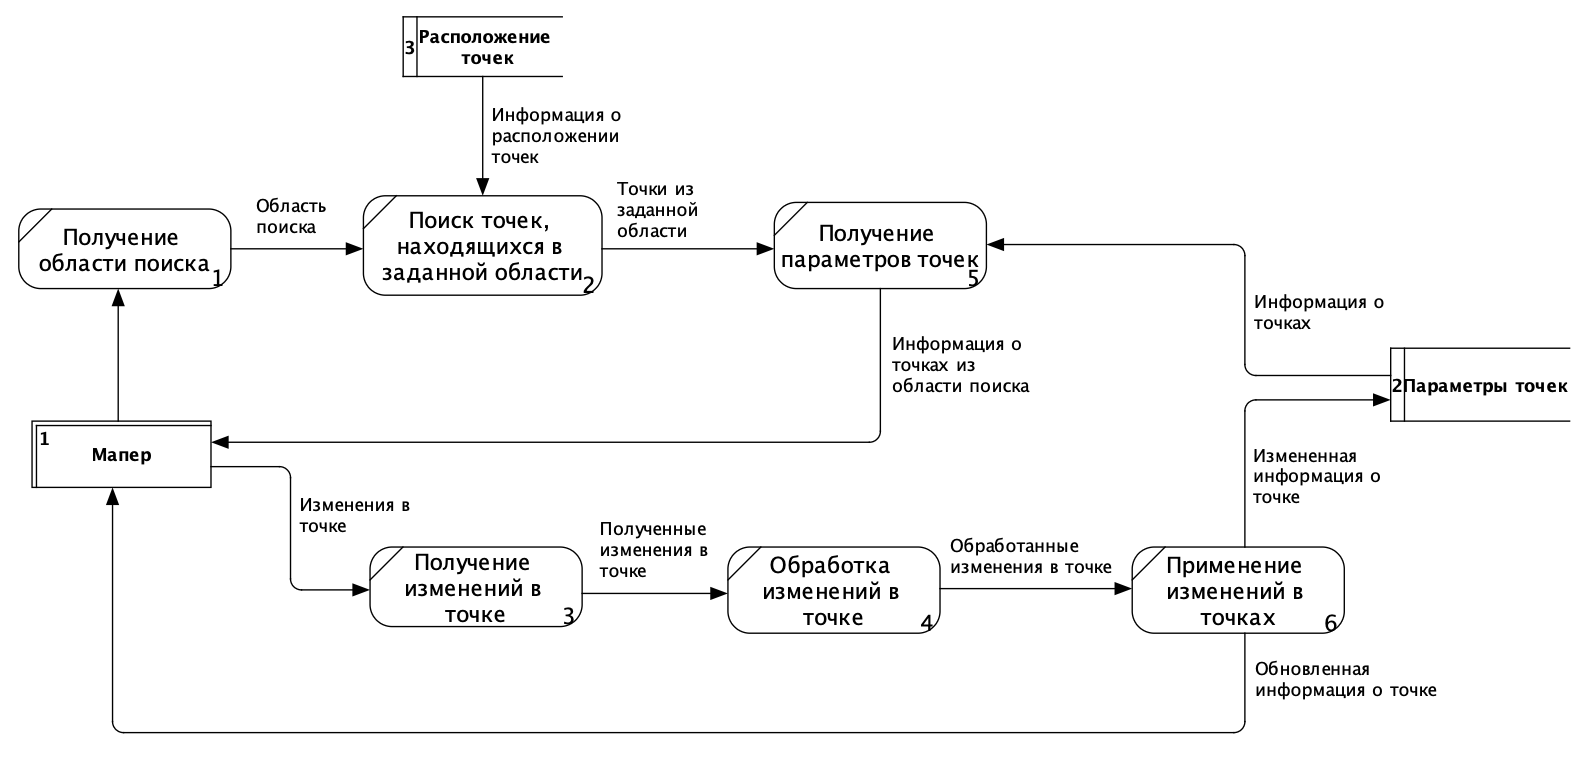 3
Расположение
точек
Информация о
расположении
точек
Получение
области поиска
1
Область
поиска
Поиск точек,
находящихся в
заданной области
2
Точки из
заданной
области
Получение
параметров точек
5
Информация о
точках
Информация о
точках из
области поиска
2
Параметры точек
1
Мапер
Изменения в
точке
Получение
изменений в
точке
3
Полученные
изменения в
точке
Обработка
изменений в
точке
4
Обработанные
изменения в точке
Применение
изменений в
точках
6
Измененная
информация о
точке
Обновленная
информация о точке